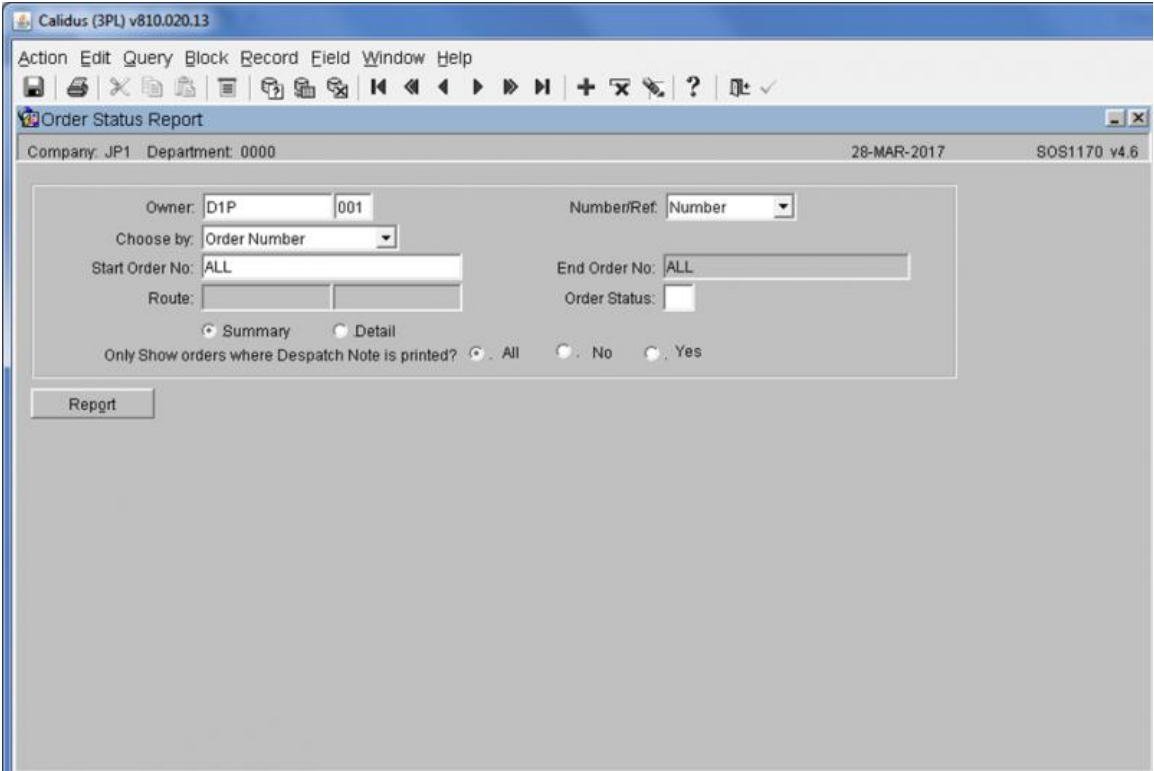 Calidus (3PL) v810.020.13
Action Edit Query Block Record Field Window Help
Order Status Report
Company: JP1 Department: 0000 28-MAR-2017 SOS1170 v4.6
Owner: D1P 001 Number/Ref: Number
Choose by: Order Number
Start Order No: ALL End Order No: ALL
Route: Order Status:
Summary Detail
Only Show orders where Despatch Note is printed? . All . No . Yes
Report